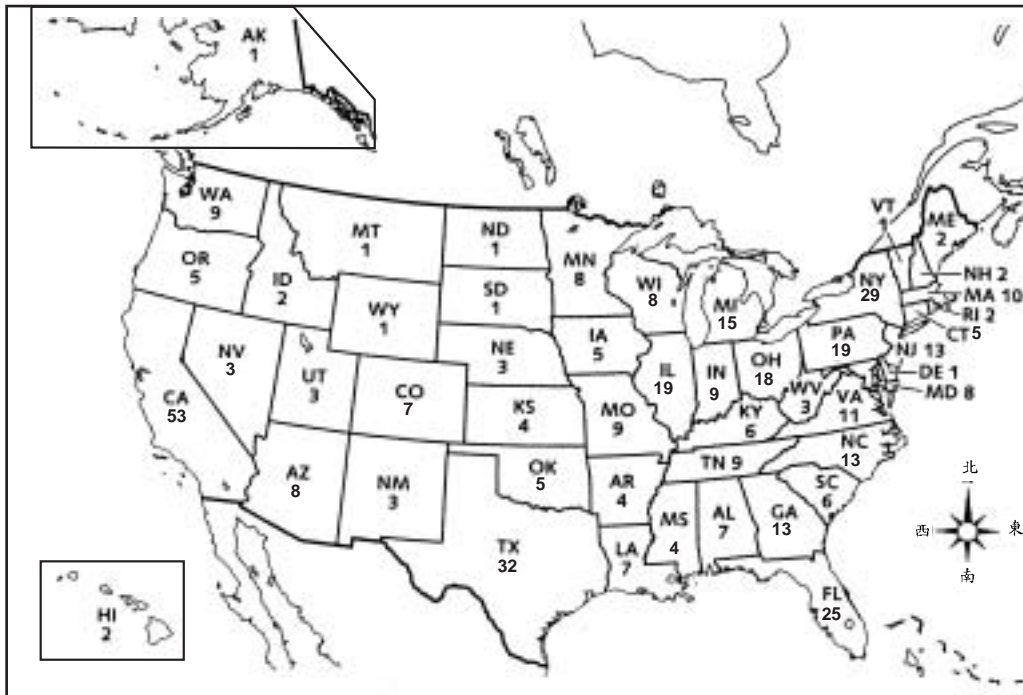 AK
1
WA
9
MT
1
ND
1
MN
8
VT
1
ME
2
OR
5
ID
2
SD
1
WI
8
MI
15
NY
29
NH 2
MA 10
RI 2
CT 5
WY
1
IA
5
PA
19
NJ 13
DE 1
MD 8
NV
3
UT
3
NE
3
CO
7
IL
19
IN
9
OH
18
WV
3
VA
11
CA
53
KS
4
MO
9
KY
6
NC
13
AZ
8
NM
3
OK
5
AR
4
TN 9
SC
6
MS
4
AL
7
GA
13
TX
32
LA
7
FL
25
HI
2
北
西
東
南